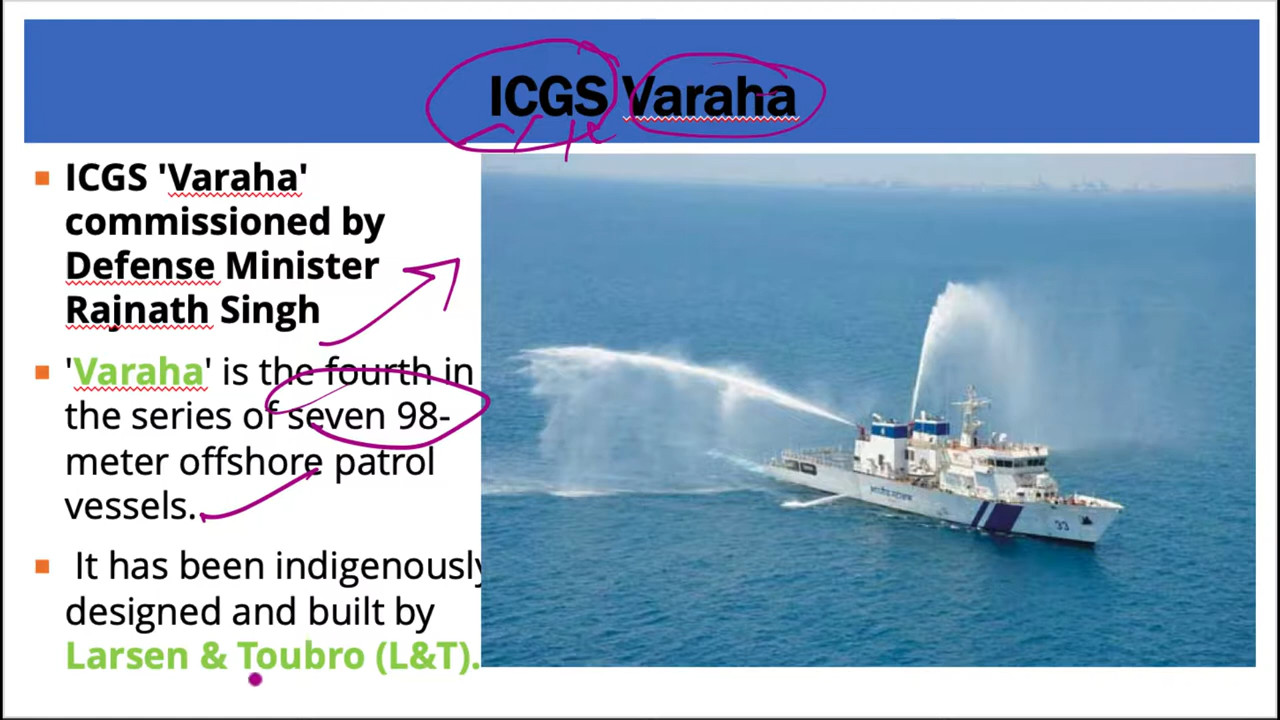 ICGS Varaha
ICGS 'Varaha'
commissioned by
Defense Minister
Rajnath Singh
'Varaha' is the fourth in
the series of seven 98-
meter offshore patrol
vessels.
It has been indigenously
designed and built by
Larsen & Toubro (L&T).
33